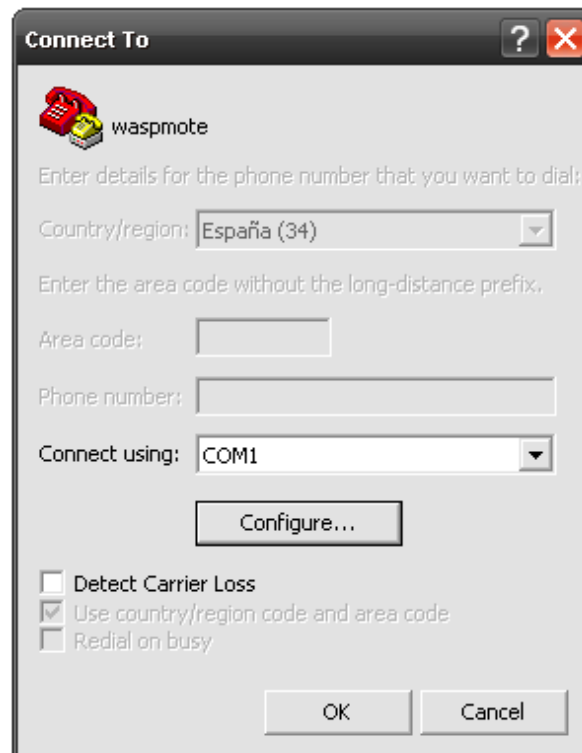 Connect To
?
waspmote
Enter details for the phone number that you want to dial:
Country/region: España (34)
Enter the area code without the long-distance prefix.
Area code:
Phone number:
Connect using: COM1
Configure...
Detect Carrier Loss
Use country/region code and area code
Redial on busy
OK Cancel